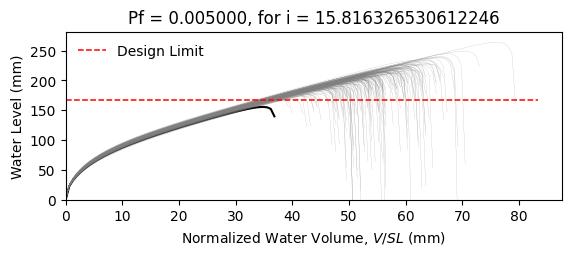 Pf = 0.005000, for i = 15.816326530612246
Water Level (mm)
250
200
150
100
50
0
Design Limit
0 10 20 30 40 50 60 70 80
Normalized Water Volume, V/SL (mm)